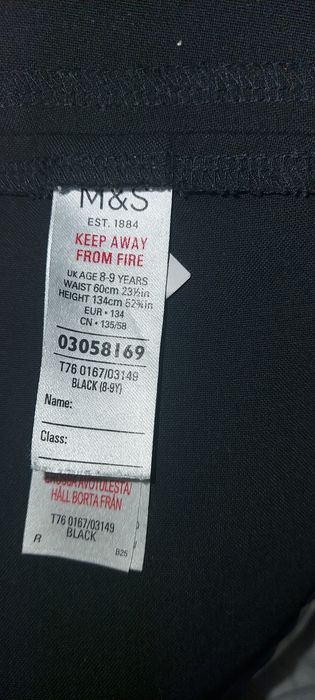 M&S
EST. 1884
KEEP AWAY
FROM FIRE
UK AGE 8-9 YEARS
WAIST 60cm 23½in
HEIGHT 134cm 52¾in
EUR • 134
CN • 135/58
03058169
T76 0167/03149
BLACK (8-9Y)
Name:
Class:
HÅLL BORTA FRÅN
T76 0167/03149
BLACK
R
B25